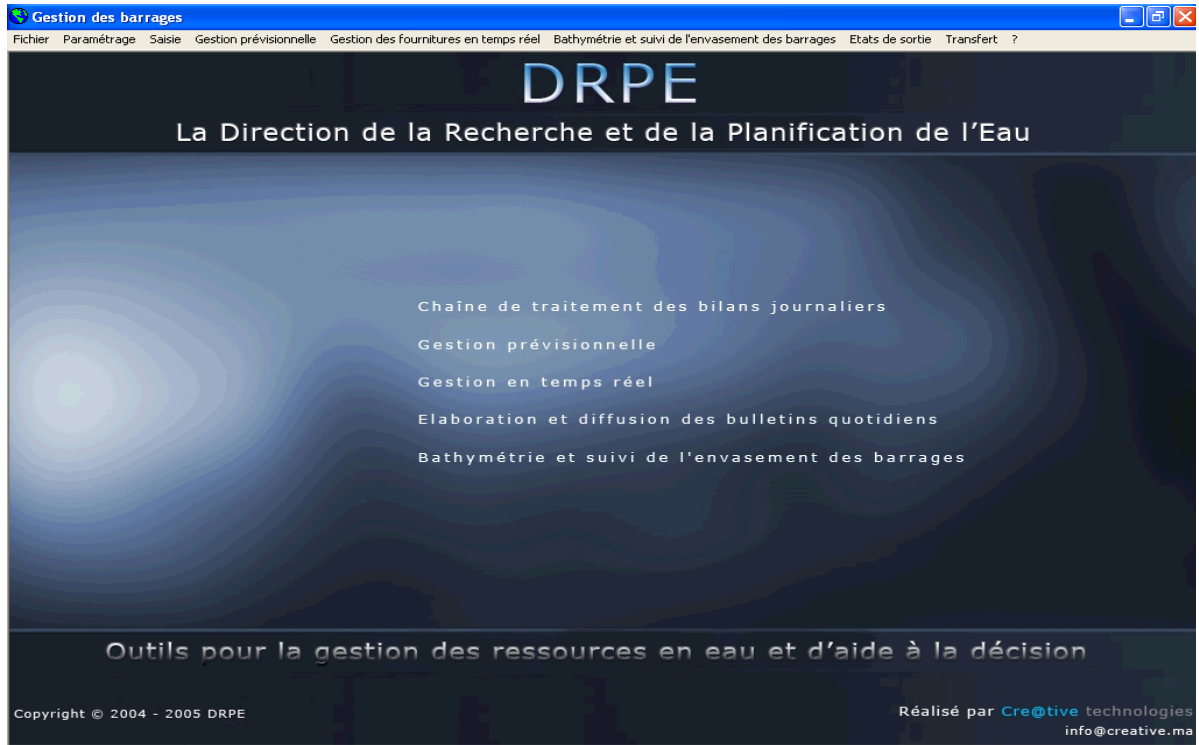 Gestion des barrages
Fichier Paramétrage Saisie Gestion prévisionnelle Gestion des fournitures en temps réel Bathymétrie et suivi de l'envasement des barrages Etats de sortie Transfert ?
DRPE
La Direction de la Recherche et de la Planification de l'Eau
Chaîne de traitement des bilans journaliers
Gestion prévisionnelle
Gestion en temps réel
Elaboration et diffusion des bulletins quotidiens
Bathymétrie et suivi de l'envasement des barrages
Outils pour la gestion des ressources en eau et d'aide à la décision
Copyright © 2004 - 2005 DRPE
Réalisé par Cre@tive technologies
info@creative.ma